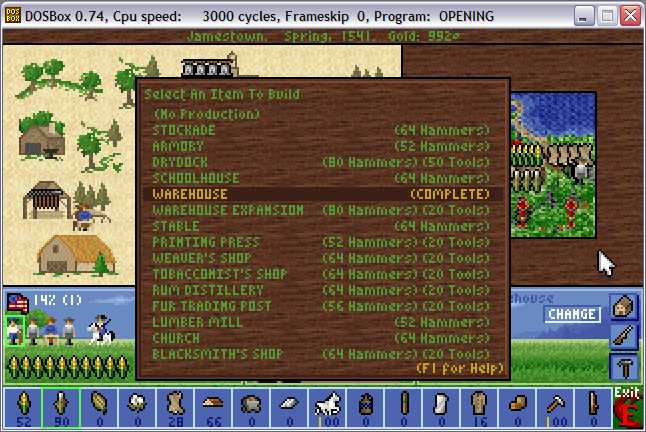 DOSBox 0.74, Cpu speed: 3000 cycles, Frameskip 0, Program: OPENING
Jamestown. Spring, 1541. Gold: 992
Select An Item To Build
(No Production)
STOCKADE (64 Hammers)
ARMORY (52 Hammers)
DRYDOCK (80 Hammers) (50 Tools)
SCHOOLHOUSE (64 Hammers)
WAREHOUSE (COMPLETE)
WAREHOUSE EXPANSION (80 Hammers) (20 Tools)
STABLE (64 Hammers)
PRINTING PRESS (52 Hammers) (20 Tools)
WEAVER'S SHOP (64 Hammers) (20 Tools)
TOBACCONIST'S SHOP (64 Hammers) (20 Tools)
RUM DISTILLERY (64 Hammers) (20 Tools)
FUR TRADING POST (56 Hammers) (20 Tools)
LUMBER MILL (52 Hammers)
CHURCH (64 Hammers)
BLACKSMITH'S SHOP (64 Hammers) (20 Tools)
(F1 for Help)
14% (1)
CHANGE
52 90 0 0 28 66 0 0 100 0 0 0 16 0 100 0
Exit